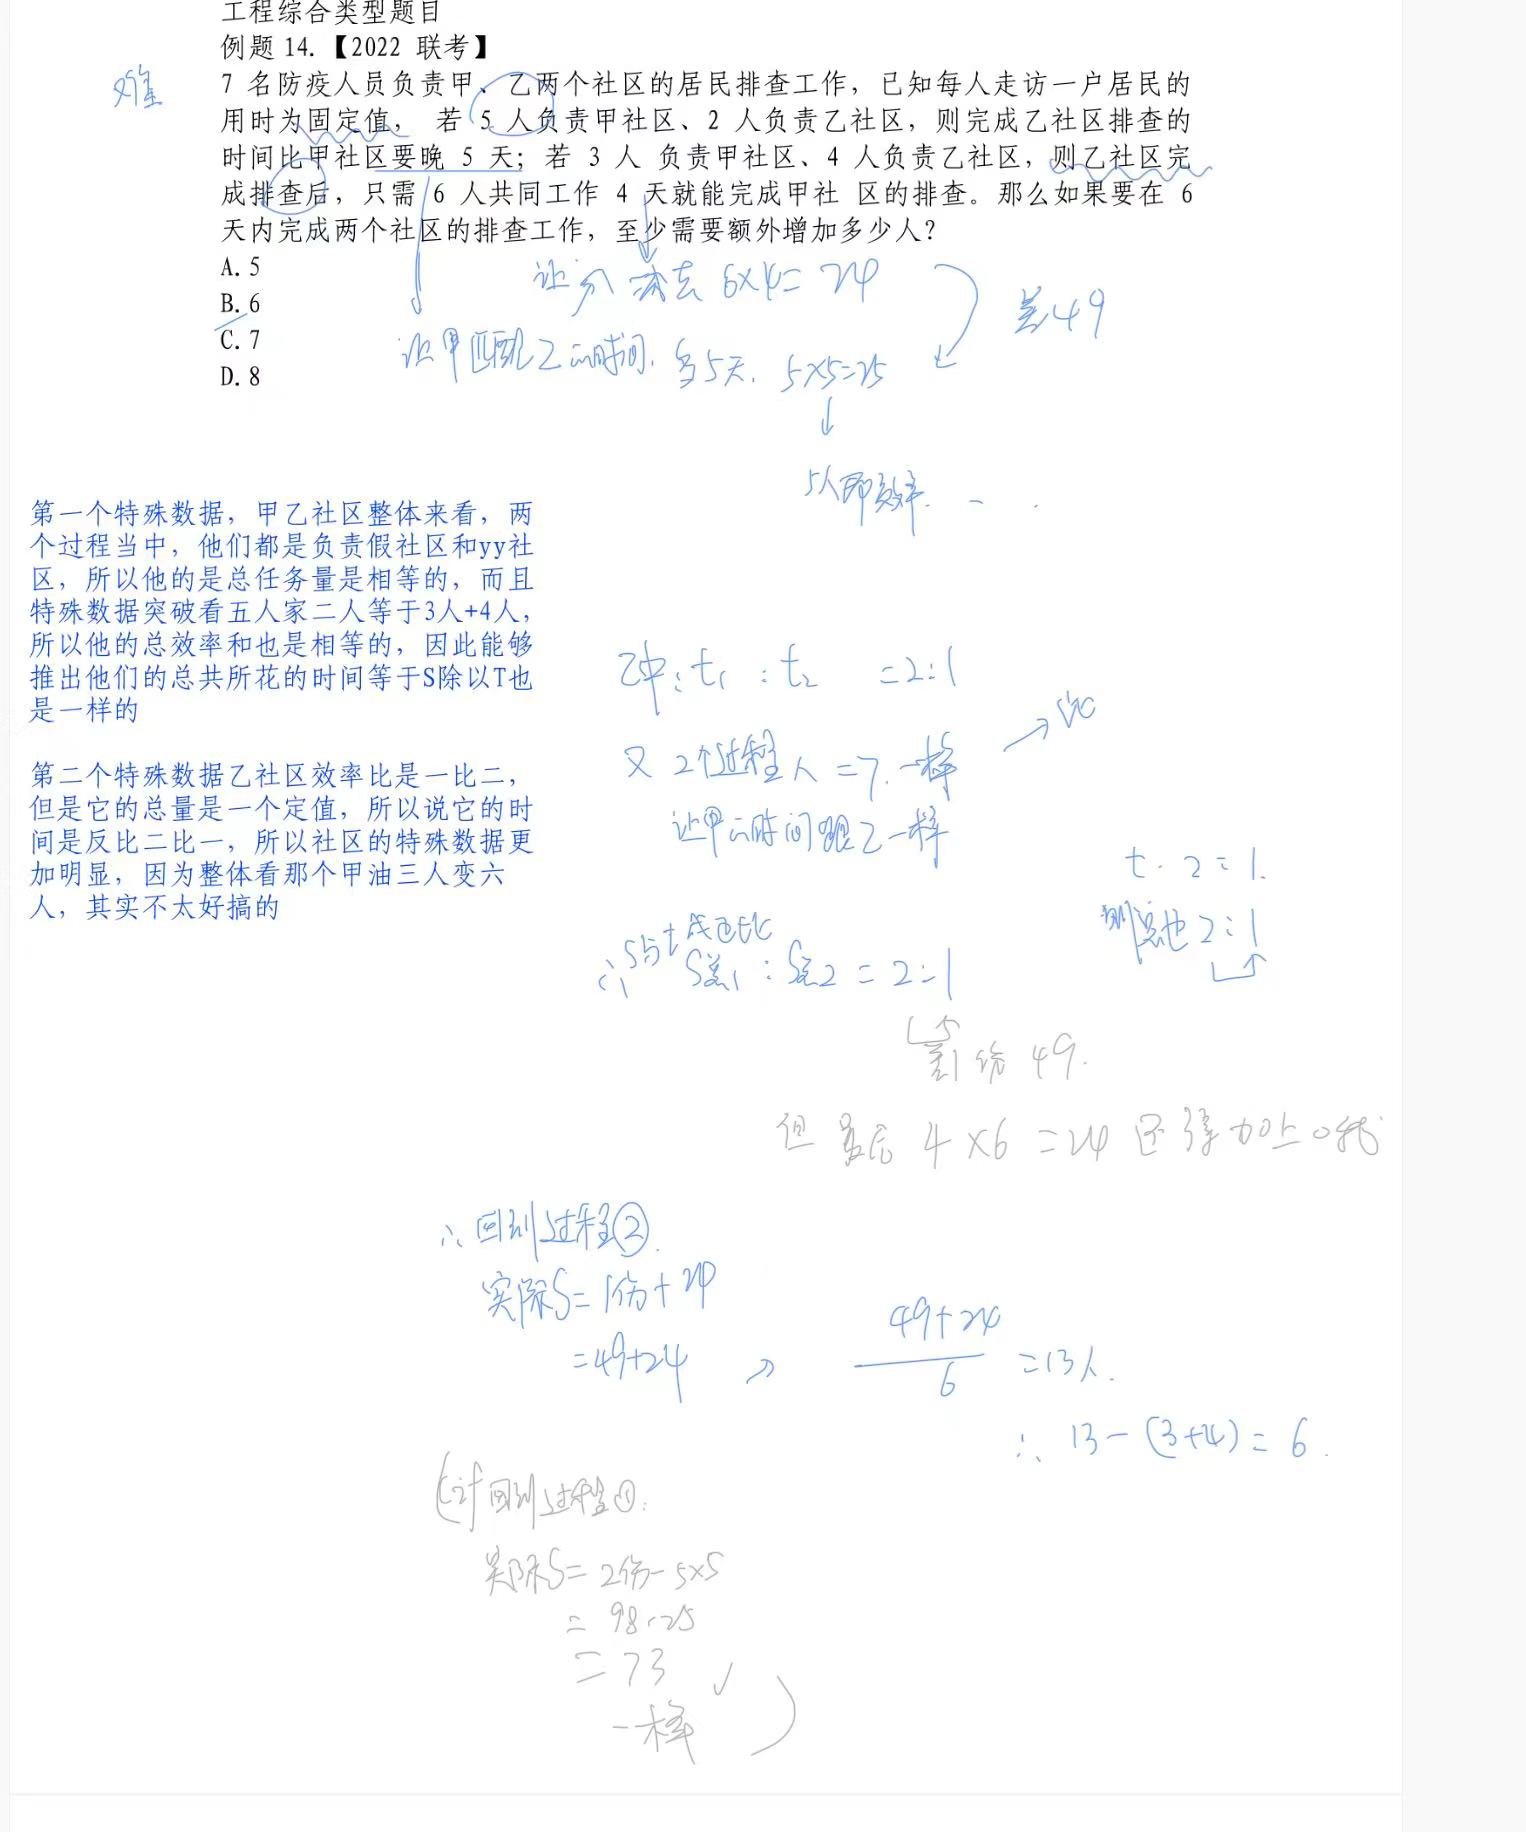 工程综合类型题目
例题 14.【2022 联考】
难
7 名防疫人员负责甲、乙两个社区的居民排查工作，已知每人走访一户居民的
用时为固定值， 若 5 人负责甲社区、2 人负责乙社区，则完成乙社区排查的
时间比甲社区要晚 5 天；若 3 人 负责甲社区、4 人负责乙社区，则乙社区完
成排查后，只需 6 人共同工作 4 天就能完成甲社 区的排查。那么如果要在 6
天内完成两个社区的排查工作，至少需要额外增加多少人？
A. 5
B. 6
C. 7
D. 8
减去 6×4= 24
差49
让甲匹配乙的时间. 多5天. 5×5=25
5人即效率.
第一个特殊数据，甲乙社区整体来看，两
个过程当中，他们都是负责假社区和yy社
区，所以他的是总任务量是相等的，而且
特殊数据突破看五人家二人等于3人+4人，
所以他的总效率和也是相等的，因此能够
推出他们的总共所花的时间等于S除以T也
是一样的
第二个特殊数据乙社区效率比是一比二，
但是它的总量是一个定值，所以说它的时
间是反比二比一，所以社区的特殊数据更
加明显，因为整体看那个甲油三人变六
人，其实不太好搞的
乙中: t₁ : t₂ =2:1
又 2个过程人 =7. 一样
让甲的时间跟乙一样
t. 2:1.
则总也2:1
∴ S与t成正比
S总1 : S总2 = 2:1
差1份 49.
但最后 4×6=24 还得加上
∴ 回到过程②.
实际S= 1份+24
=49+24
49+24
6
=13人.
∴ 13-(3+4)= 6.
回到过程①:
实际S= 2份-5×5
= 98-25
= 73 ✓
一样